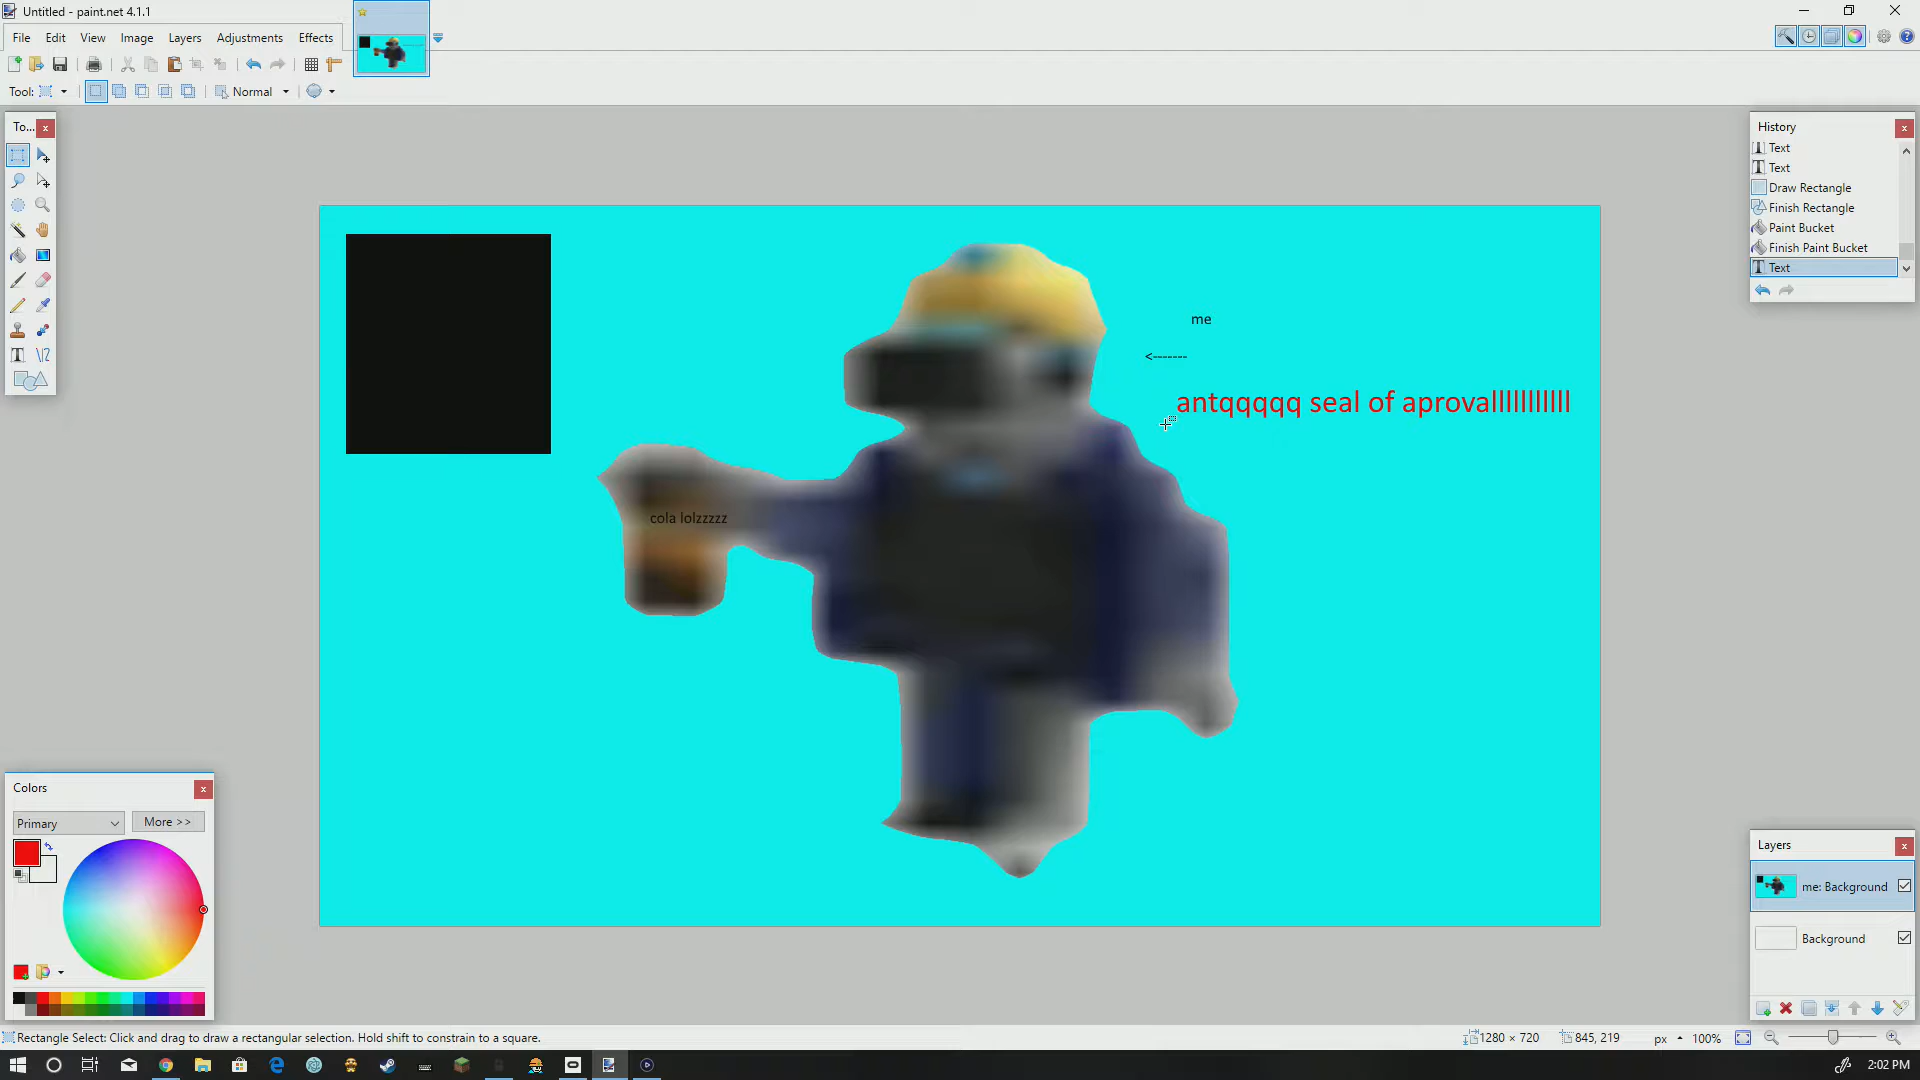 Untitled - paint.net 4.1.1
File Edit View Image Layers Adjustments Effects
Tool: Normal
To...
History
Text
Text
Draw Rectangle
Finish Rectangle
Paint Bucket
Finish Paint Bucket
Text
me
<-------
antqqqqq seal of aprovallllllllllll
cola lolzzzzz
Colors
Primary More >>
Layers
me: Background
Background
Rectangle Select: Click and drag to draw a rectangular selection. Hold shift to constrain to a square.
1280 × 720 845, 219 px 100%
2:02 PM